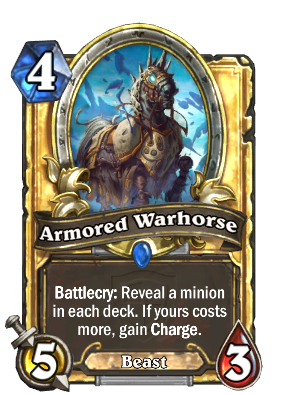 4
Armored Warhorse
Battlecry: Reveal a minion
in each deck. If yours costs
more, gain Charge.
5
Beast
3